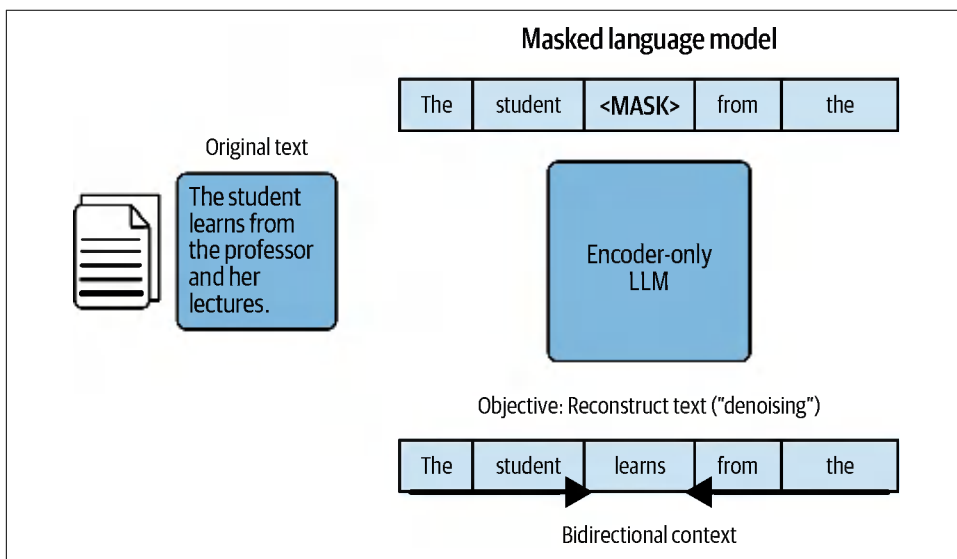 Masked language model
The student <MASK> from the
Original text
The student
learns from
the professor
and her
lectures.
Encoder-only
LLM
Objective: Reconstruct text ("denoising")
The student learns from the
Bidirectional context